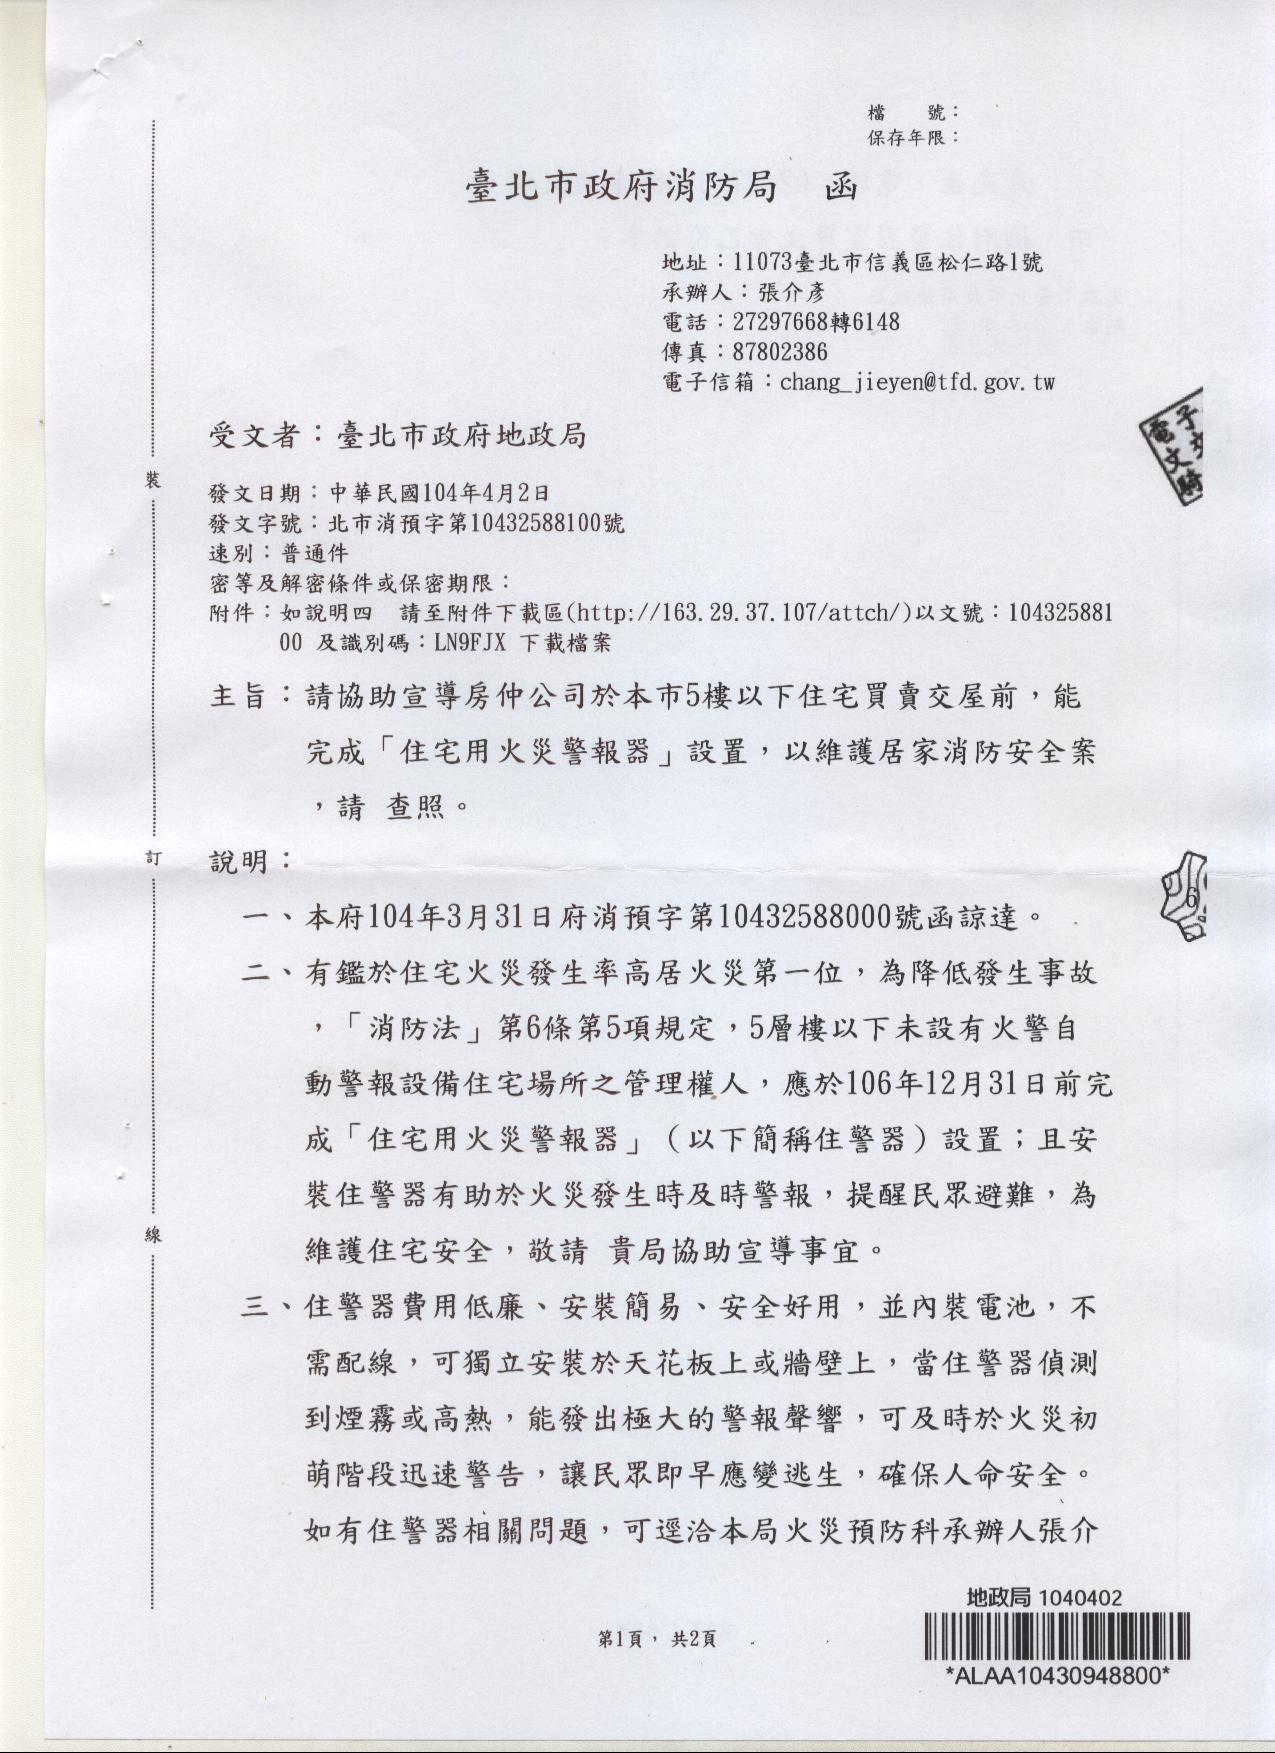 檔　　號：
保存年限：
臺北市政府消防局　函
地址：11073臺北市信義區松仁路1號
承辦人：張介彥
電話：27297668轉6148
傳真：87802386
電子信箱：chang_jieyen@tfd.gov.tw
受文者：臺北市政府地政局
發文日期：中華民國104年4月2日
發文字號：北市消預字第10432588100號
速別：普通件
密等及解密條件或保密期限：
附件：如說明四　請至附件下載區(http://163.29.37.107/attch/)以文號：104325881
00 及識別碼：LN9FJX 下載檔案
主旨：請協助宣導房仲公司於本市5樓以下住宅買賣交屋前，能
完成「住宅用火災警報器」設置，以維護居家消防安全案
，請 查照。
說明：
一、本府104年3月31日府消預字第10432588000號函諒達。
二、有鑑於住宅火災發生率高居火災第一位，為降低發生事故
，「消防法」第6條第5項規定，5層樓以下未設有火警自
動警報設備住宅場所之管理權人，應於106年12月31日前完
成「住宅用火災警報器」（以下簡稱住警器）設置；且安
裝住警器有助於火災發生時及時警報，提醒民眾避難，為
維護住宅安全，敬請 貴局協助宣導事宜。
三、住警器費用低廉、安裝簡易、安全好用，並內裝電池，不
需配線，可獨立安裝於天花板上或牆壁上，當住警器偵測
到煙霧或高熱，能發出極大的警報聲響，可及時於火災初
萌階段迅速警告，讓民眾即早應變逃生，確保人命安全。
如有住警器相關問題，可逕洽本局火災預防科承辦人張介
裝
訂
線
電子
文
騎
6
地政局 1040402
*ALAA10430948800*
第1頁， 共2頁